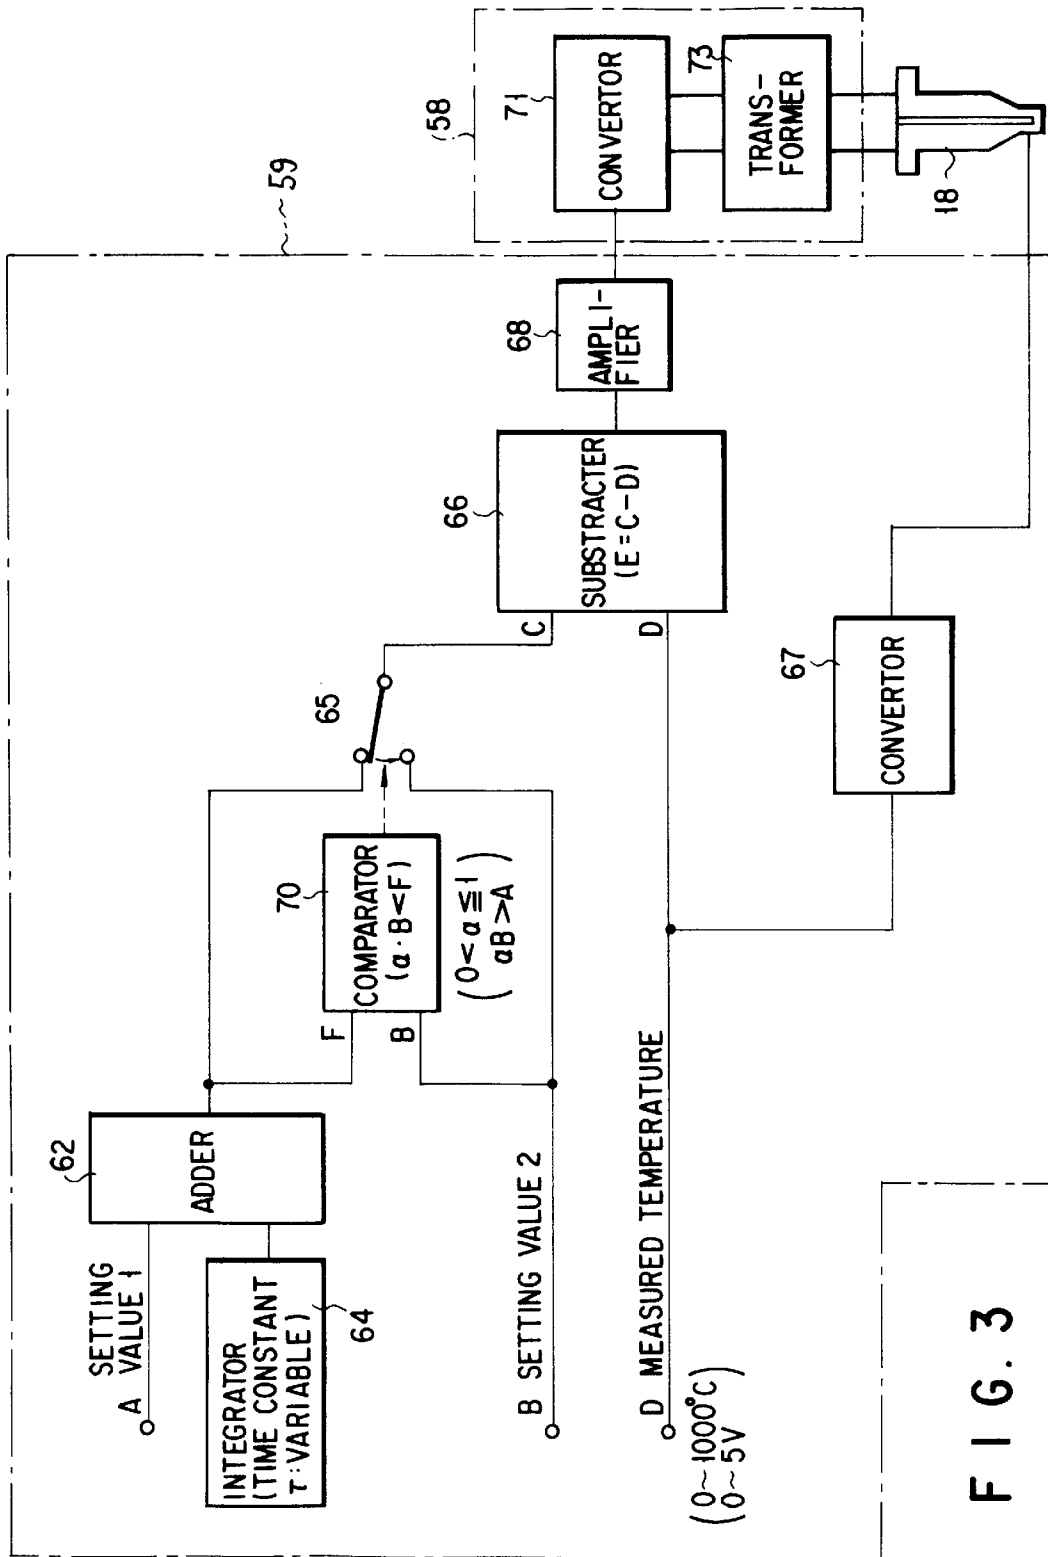 59
SETTING
A VALUE 1
62
ADDER
INTEGRATOR
(TIME CONSTANT
τ : VARIABLE)
64
F
B
70
COMPARATOR
(α · B < F)
(0 < α ≦ 1
αB > A)
65
B SETTING VALUE 2
D MEASURED TEMPERATURE
(0~1000°C
0~5V)
C
D
66
SUBSTRACTER
(E = C - D)
68
AMPLI-
FIER
58
71
CONVERTOR
73
TRANS-
FORMER
18
67
CONVERTOR
FIG. 3